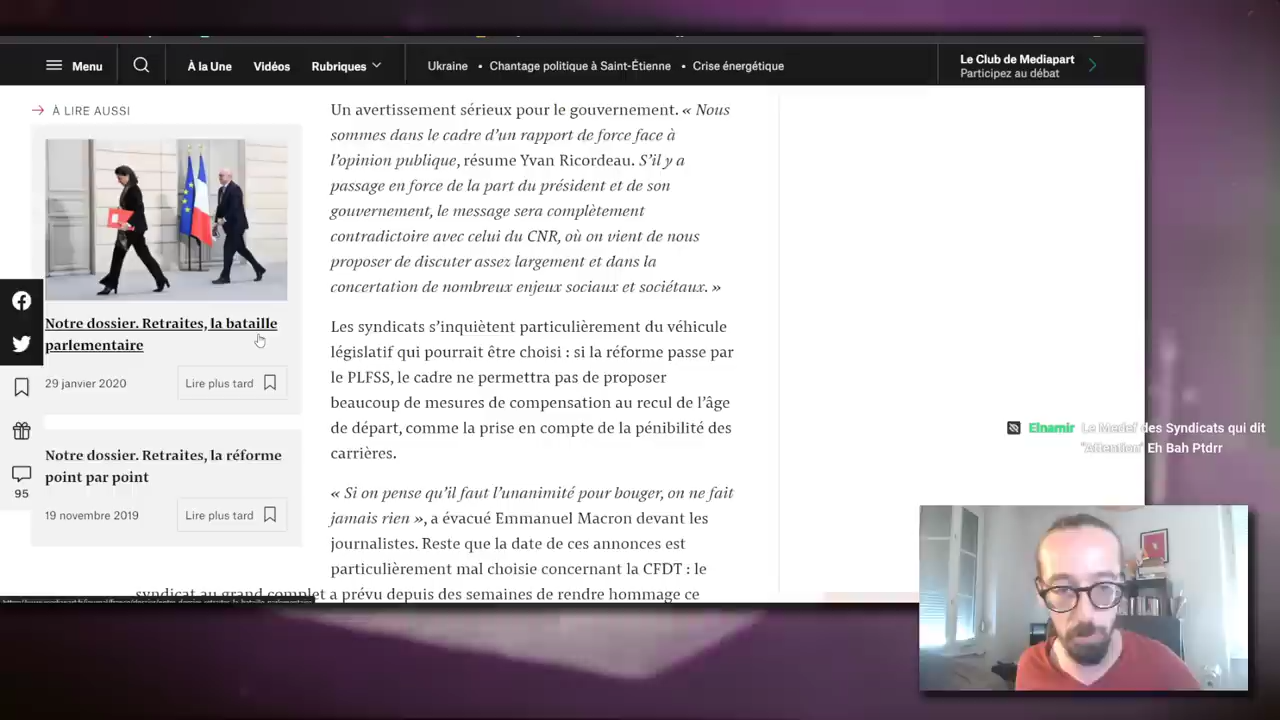 Menu
À la Une
Vidéos
Rubriques
Ukraine • Chantage politique à Saint-Étienne • Crise énergétique
Le Club de Mediapart
Participez au débat
À LIRE AUSSI
Notre dossier. Retraites, la bataille
parlementaire
29 janvier 2020
Lire plus tard
Notre dossier. Retraites, la réforme
point par point
19 novembre 2019
Lire plus tard
95
Un avertissement sérieux pour le gouvernement. « Nous
sommes dans le cadre d’un rapport de force face à
l’opinion publique, résume Yvan Ricordeau. S’il y a
passage en force de la part du président et de son
gouvernement, le message sera complètement
contradictoire avec celui du CNR, où on vient de nous
proposer de discuter assez largement et dans la
concertation de nombreux enjeux sociaux et sociétaux. »
Les syndicats s’inquiètent particulièrement du véhicule
législatif qui pourrait être choisi : si la réforme passe par
le PLFSS, le cadre ne permettra pas de proposer
beaucoup de mesures de compensation au recul de l’âge
de départ, comme la prise en compte de la pénibilité des
carrières.
« Si on pense qu’il faut l’unanimité pour bouger, on ne fait
jamais rien », a évacué Emmanuel Macron devant les
journalistes. Reste que la date de ces annonces est
particulièrement mal choisie concernant la CFDT : le
syndicat au grand complet a prévu depuis des semaines de rendre hommage ce
Elnamir Le Medef des Syndicats qui dit
"Attention" Eh Bah Ptdrr